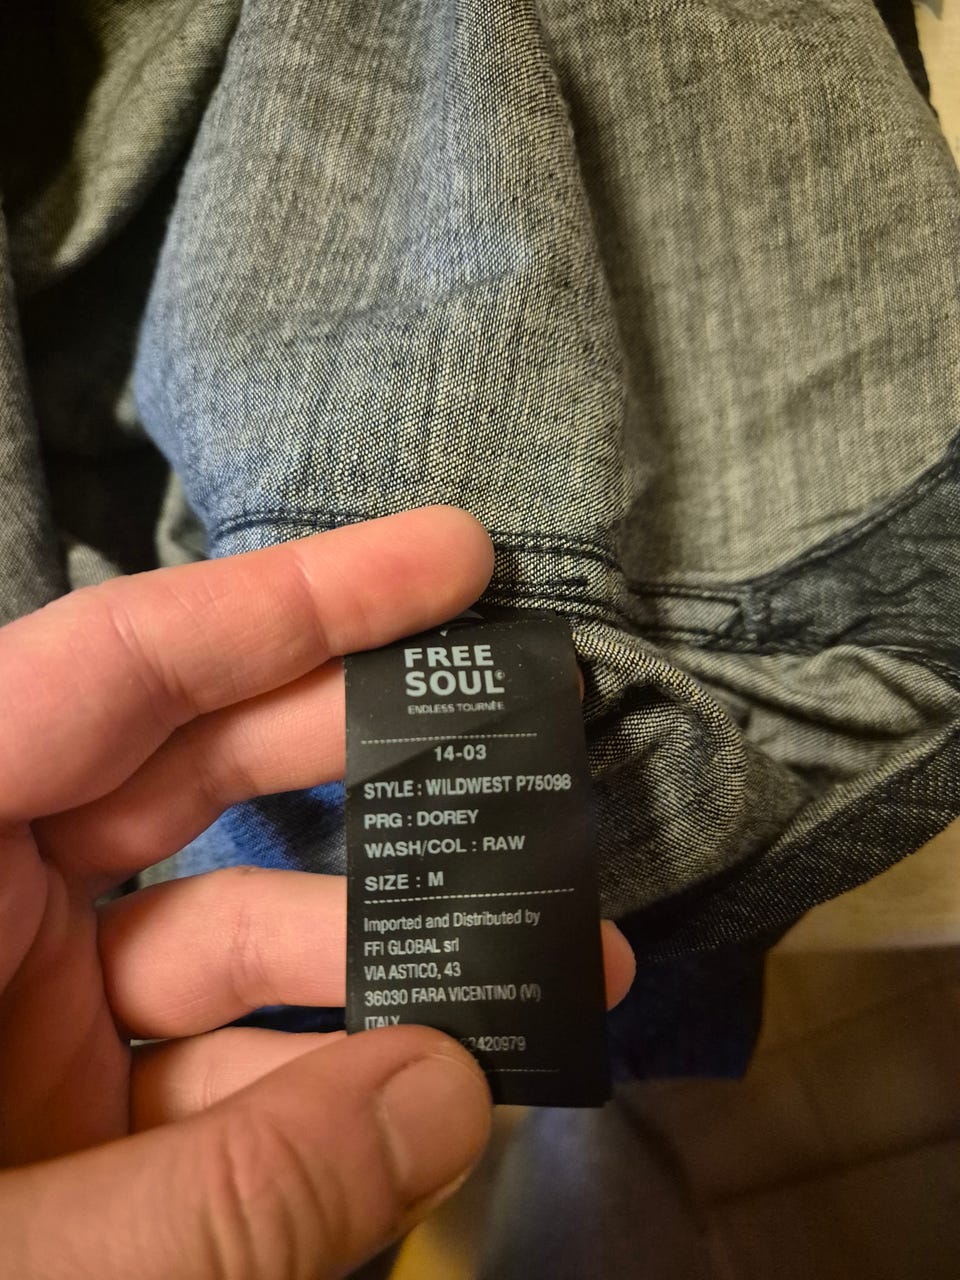 FREE
SOUL©
ENDLESS TOURNÉE
14-03
STYLE : WILDWEST P75098
PRG : DOREY
WASH/COL : RAW
SIZE : M
Imported and Distributed by
FFI GLOBAL srl
VIA ASTICO, 43
36030 FARA VICENTINO (VI)
ITALY